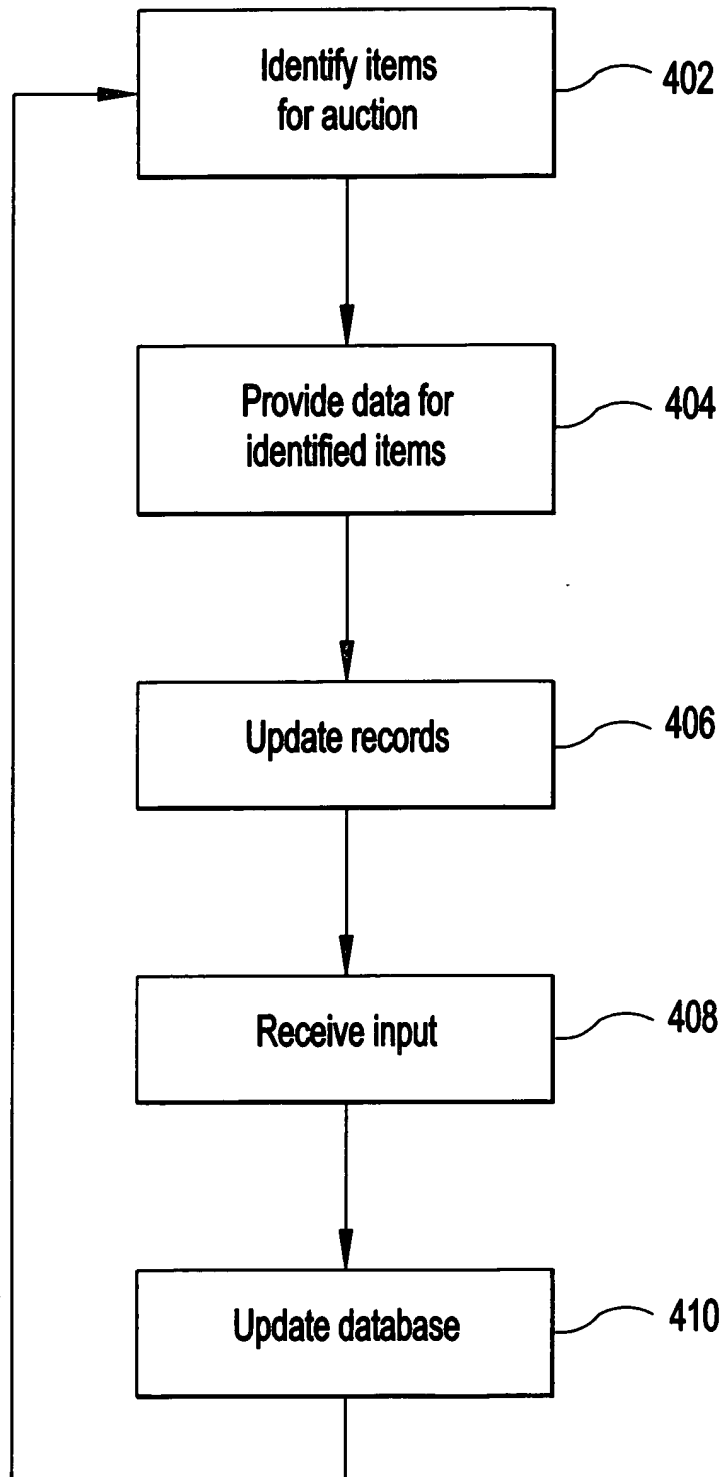 Identify items
for auction
402
Provide data for
identified items
404
Update records
406
Receive input
408
Update database
410